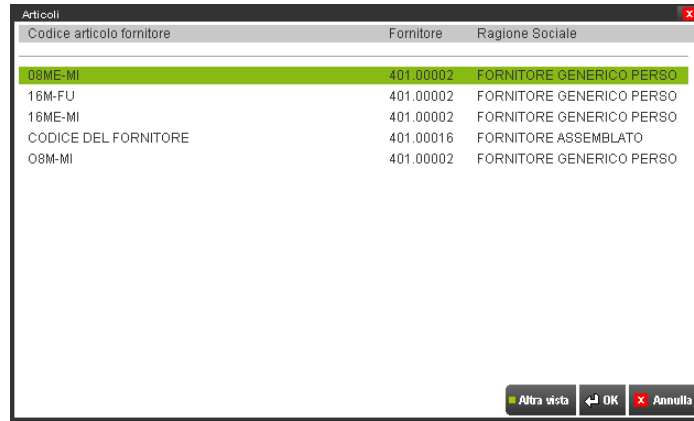 Articoli
Codice articolo fornitore Fornitore Ragione Sociale
08ME-MI 401.00002 FORNITORE GENERICO PERSO
16M-FU 401.00002 FORNITORE GENERICO PERSO
16ME-MI 401.00002 FORNITORE GENERICO PERSO
CODICE DEL FORNITORE 401.00016 FORNITORE ASSEMBLATO
O8M-MI 401.00002 FORNITORE GENERICO PERSO
Altra vista OK X Annulla